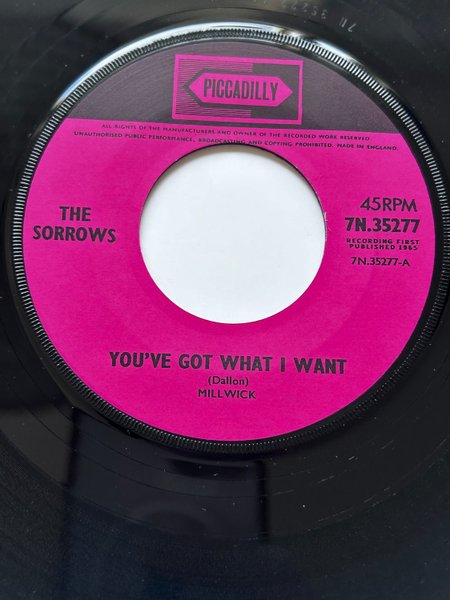 PICCADILLY
ALL RIGHTS OF THE MANUFACTURERS AND OWNER OF THE RECORDED WORK RESERVED.
UNAUTHORISED PUBLIC PERFORMANCE, BROADCASTING AND COPYING PROHIBITED. MADE IN ENGLAND.
THE
SORROWS
45RPM
7N.35277
RECORDING FIRST
PUBLISHED 1965
7N.35277-A
YOU'VE GOT WHAT I WANT
(Dallon)
MILLWICK